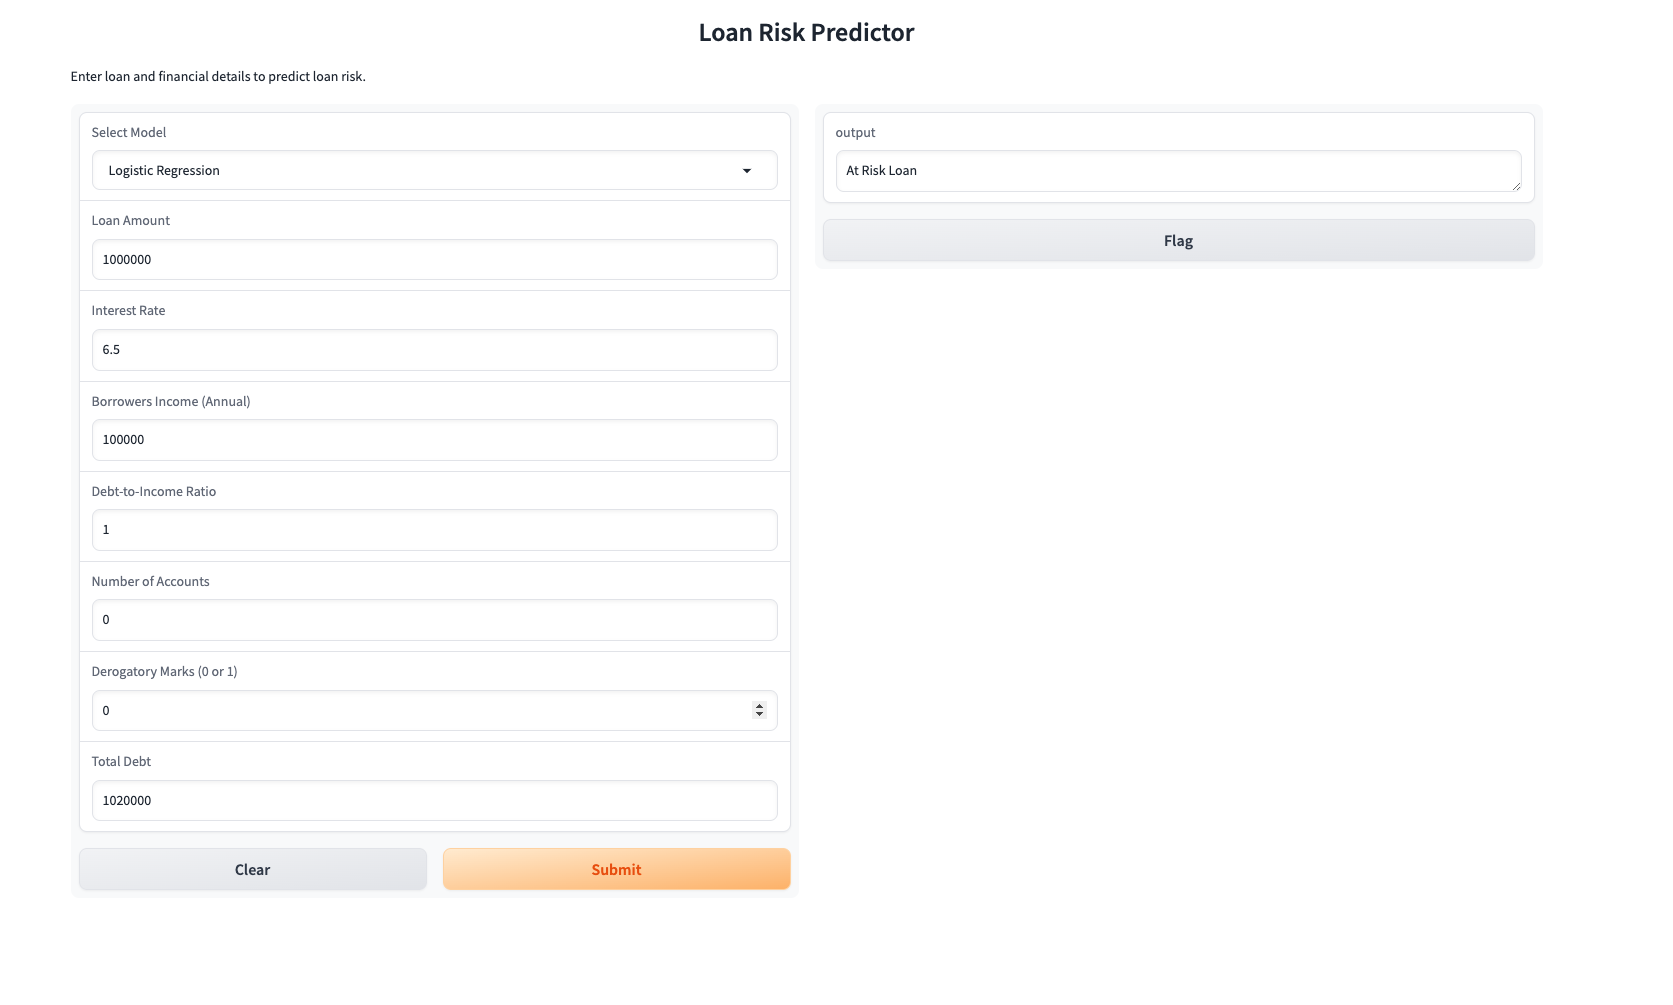 Loan Risk Predictor
Enter loan and financial details to predict loan risk.
Select Model
Logistic Regression
Loan Amount
1000000
Interest Rate
6.5
Borrowers Income (Annual)
100000
Debt-to-Income Ratio
1
Number of Accounts
0
Derogatory Marks (0 or 1)
0
Total Debt
1020000
Clear
Submit
output
At Risk Loan
Flag